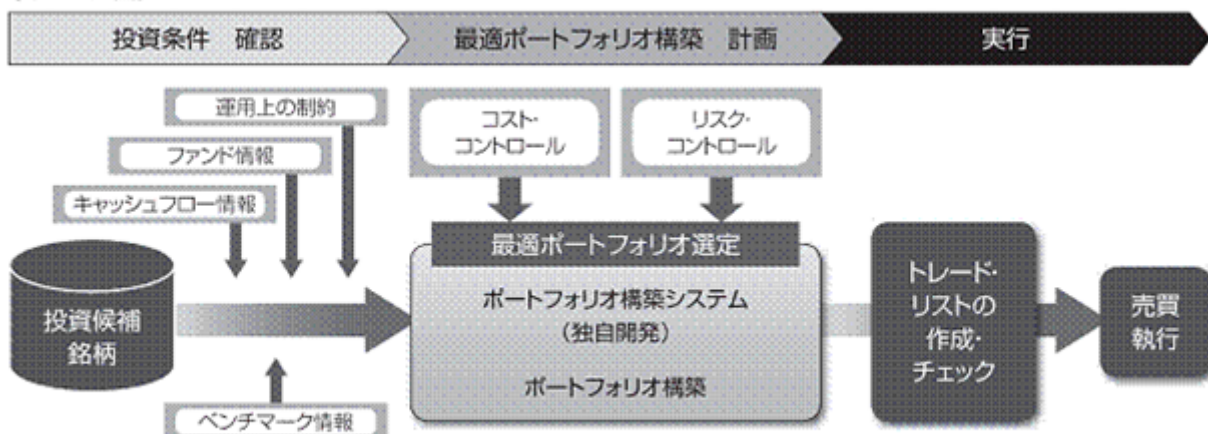 投資条件 確認
最適ポートフォリオ構築 計画
実行
運用上の制約
ファンド情報
キャッシュフロー情報
コスト・
コントロール
リスク・
コントロール
投資候補
銘柄
最適ポートフォリオ選定
ポートフォリオ構築システム
(独自開発)
ポートフォリオ構築
トレード・
リストの
作成・
チェック
売買
執行
ベンチマーク情報